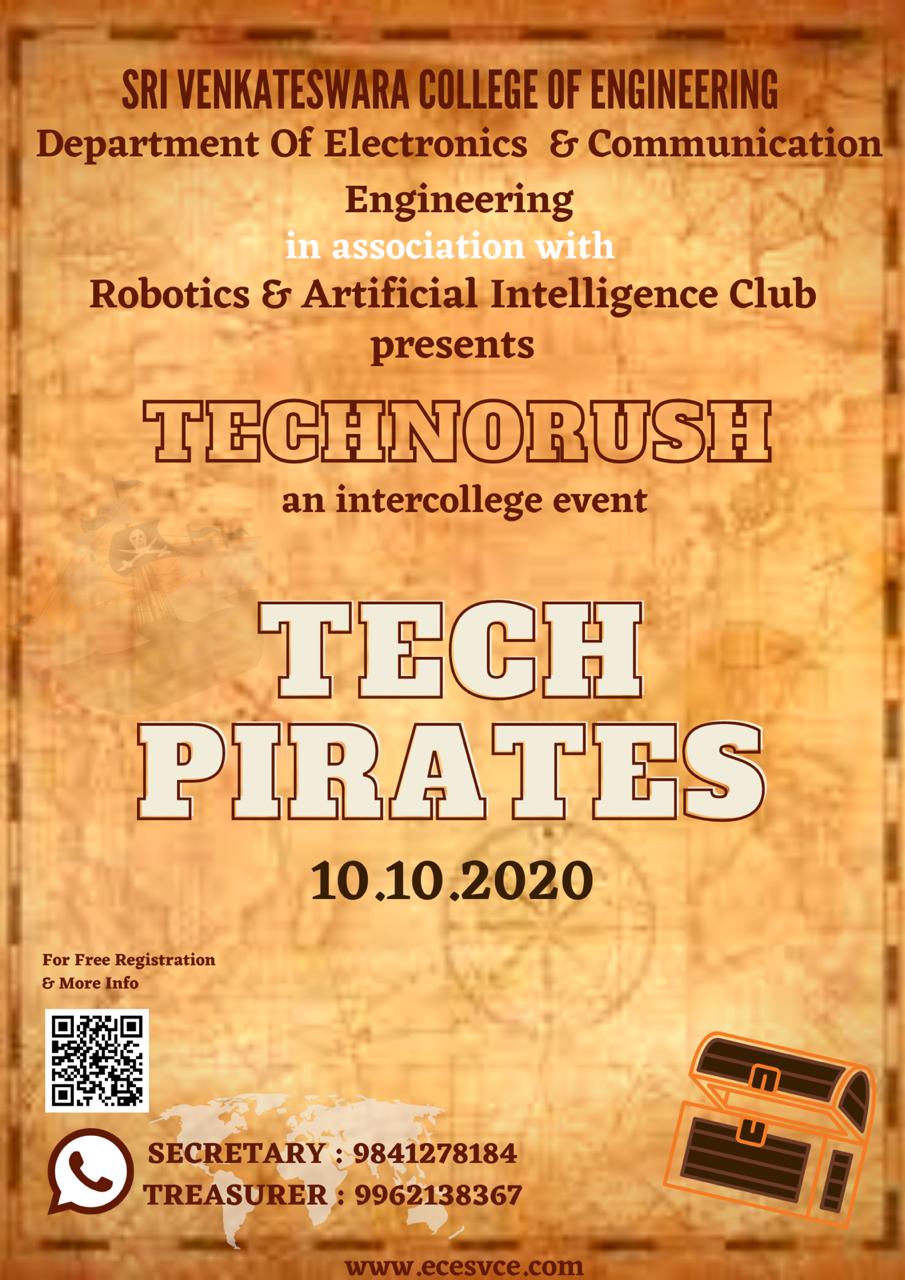 SRI VENKATESWARA COLLEGE OF ENGINEERING
Department Of Electronics & Communication
Engineering
in association with
Robotics & Artificial Intelligence Club
presents
TECHNORUSH
an intercollege event
TECH
PIRATES
10.10.2020
For Free Registration
& More Info
SECRETARY : 9841278184
TREASURER : 9962138367
www.ecesvce.com